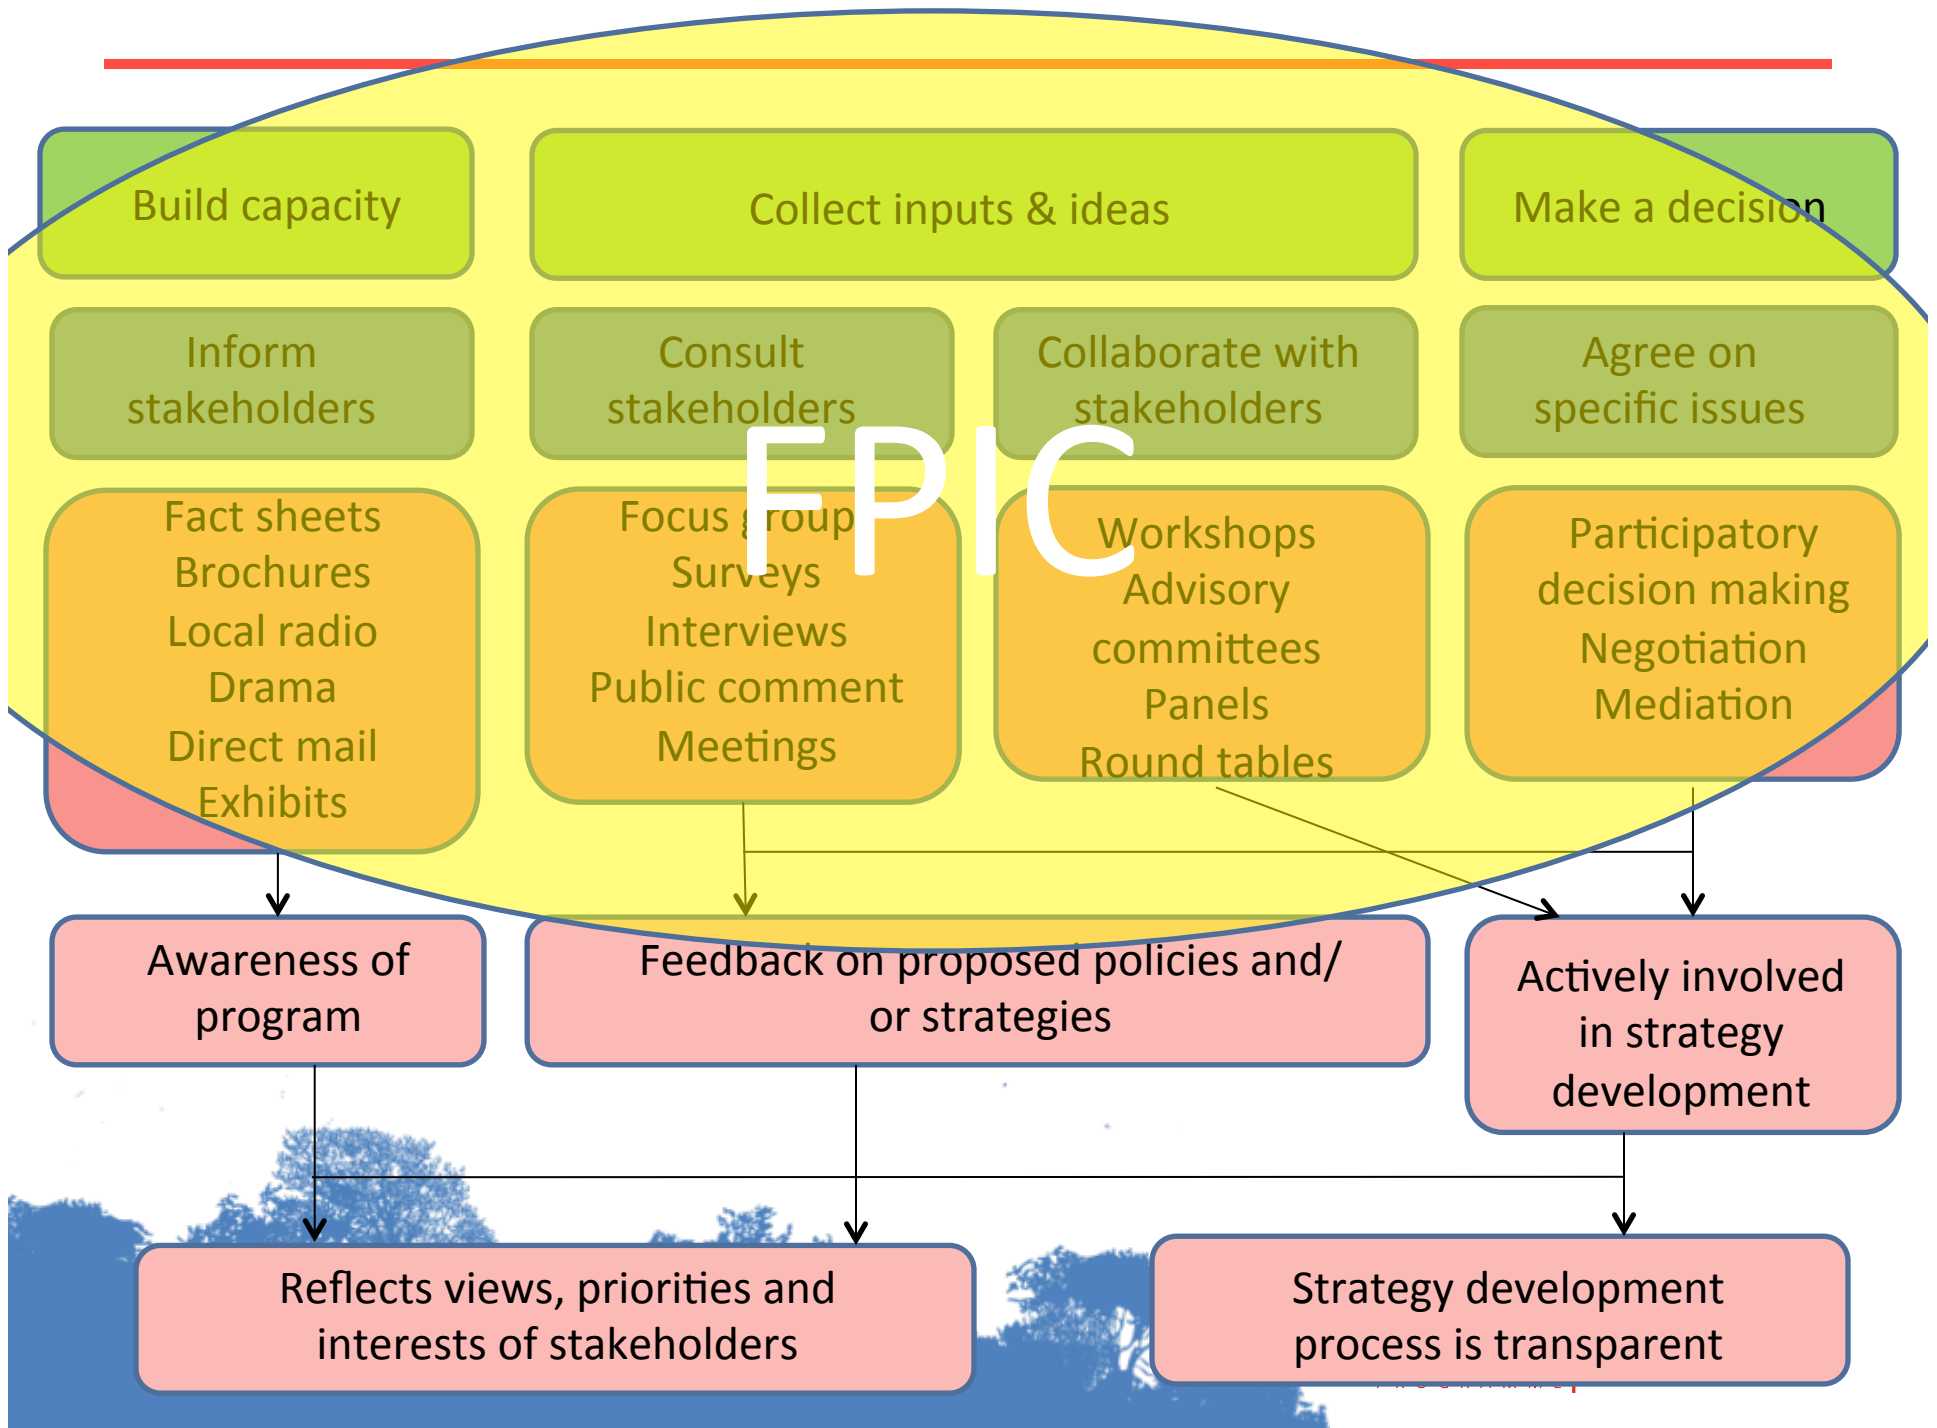 Build capacity
Collect inputs & ideas
Make a decision
Inform
stakeholders
Consult
stakeholders
Collaborate with
stakeholders
Agree on
specific issues
FPIC
Fact sheets
Brochures
Local radio
Drama
Direct mail
Exhibits
Focus group
Surveys
Interviews
Public comment
Meetings
Workshops
Advisory
committees
Panels
Round tables
Participatory
decision making
Negotiation
Mediation
Awareness of
program
Feedback on proposed policies and/
or strategies
Actively involved
in strategy
development
Reflects views, priorities and
interests of stakeholders
Strategy development
process is transparent